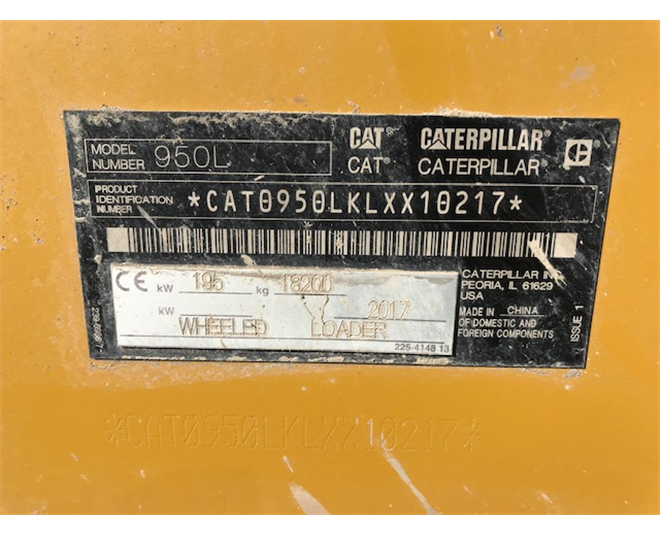 CAT CATERPILLAR
MODEL NUMBER 950L CAT® CATERPILLAR®
PRODUCT IDENTIFICATION NUMBER *CAT0950LKLXX10217*
CE kW 195 kg 18200
kW 2017
WHEELED LOADER
225-4148 13
CATERPILLAR INC.
PEORIA, IL 61629
USA
MADE IN CHINA
OF DOMESTIC AND
FOREIGN COMPONENTS
ISSUE 1
*CAT0950LKLXX10217*